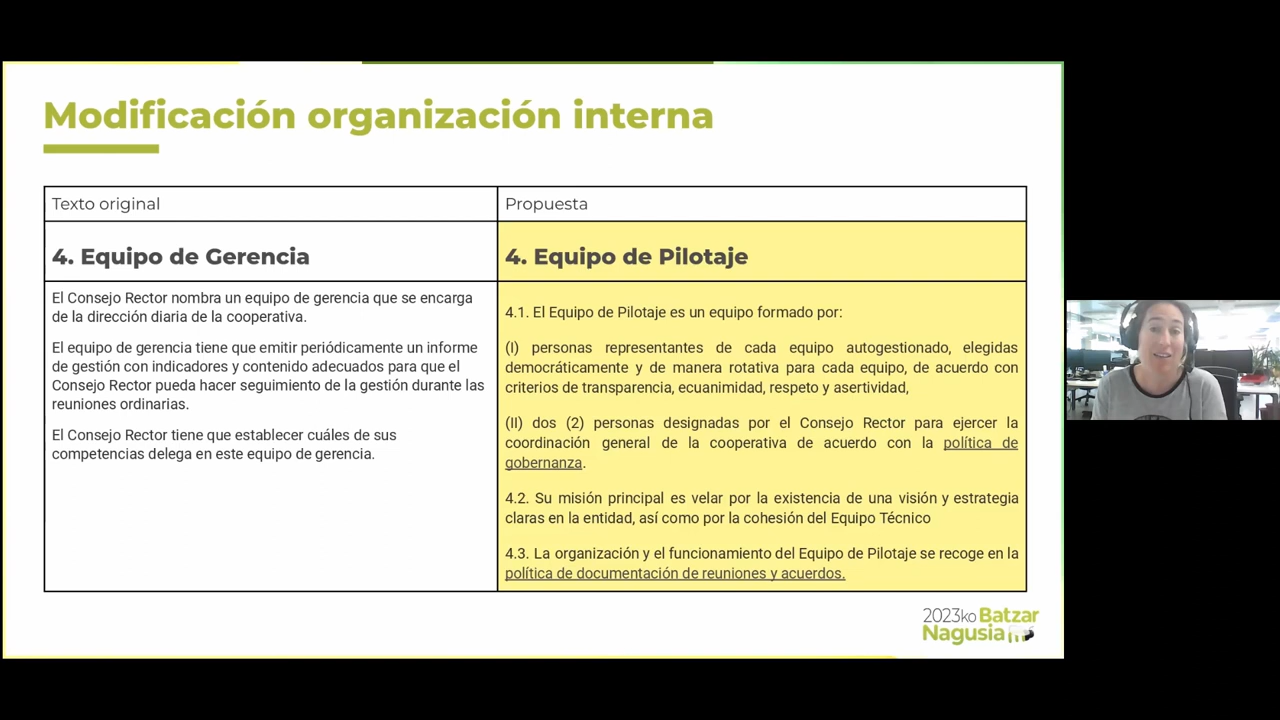 Modificación organización interna
Texto original
Propuesta
4. Equipo de Gerencia
4. Equipo de Pilotaje
El Consejo Rector nombra un equipo de gerencia que se encarga
de la dirección diaria de la cooperativa.
El equipo de gerencia tiene que emitir periódicamente un informe
de gestión con indicadores y contenido adecuados para que el
Consejo Rector pueda hacer seguimiento de la gestión durante las
reuniones ordinarias.
El Consejo Rector tiene que establecer cuáles de sus
competencias delega en este equipo de gerencia.
4.1. El Equipo de Pilotaje es un equipo formado por:
(I) personas representantes de cada equipo autogestionado, elegidas
democráticamente y de manera rotativa para cada equipo, de acuerdo con
criterios de transparencia, ecuanimidad, respeto y asertividad,
(II) dos (2) personas designadas por el Consejo Rector para ejercer la
coordinación general de la cooperativa de acuerdo con la política de
gobernanza.
4.2. Su misión principal es velar por la existencia de una visión y estrategia
claras en la entidad, así como por la cohesión del Equipo Técnico
4.3. La organización y el funcionamiento del Equipo de Pilotaje se recoge en la
política de documentación de reuniones y acuerdos.
2023ko Batzar
Nagusia